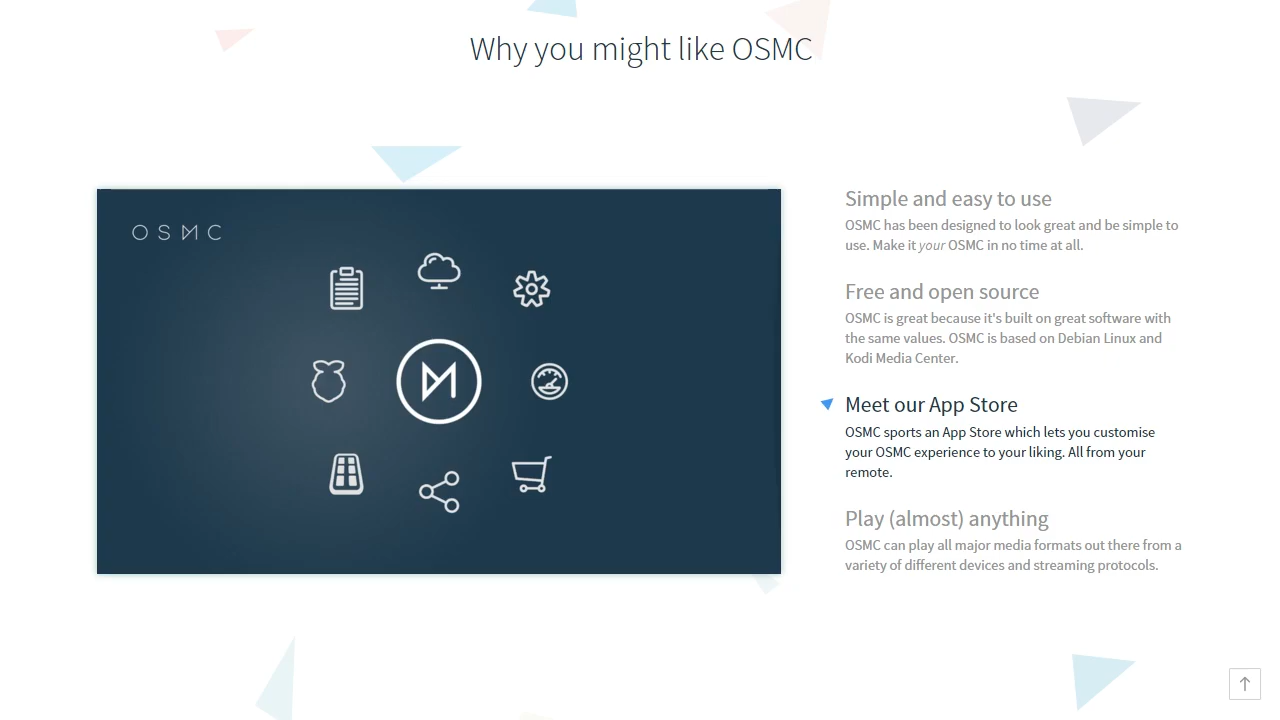 Why you might like OSMC
OSMC
Simple and easy to use
OSMC has been designed to look great and be simple to
use. Make it your OSMC in no time at all.
Free and open source
OSMC is great because it's built on great software with
the same values. OSMC is based on Debian Linux and
Kodi Media Center.
Meet our App Store
OSMC sports an App Store which lets you customise
your OSMC experience to your liking. All from your
remote.
Play (almost) anything
OSMC can play all major media formats out there from a
variety of different devices and streaming protocols.